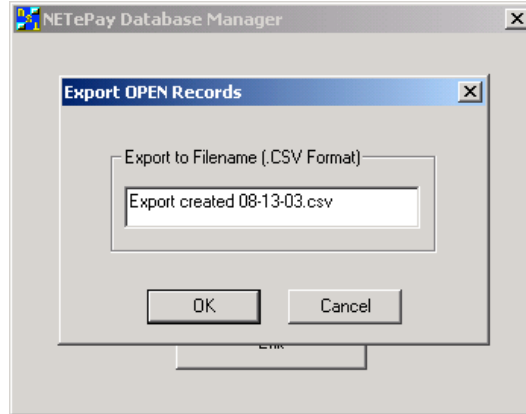 NETePay Database Manager
Export OPEN Records
Export to Filename (.CSV Format)
Export created 08-13-03.csv
OK
Cancel